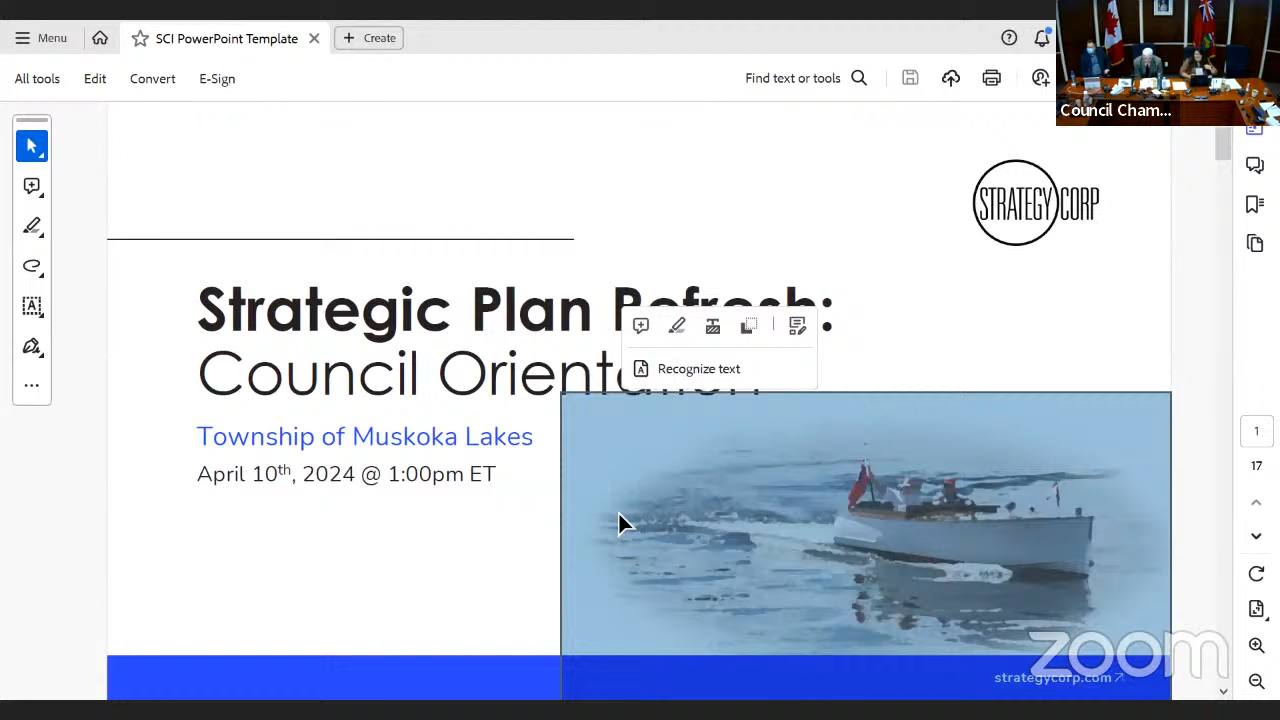 Menu
SCI PowerPoint Template
Create
All tools
Edit
Convert
E-Sign
Find text or tools
Council Cham...
STRATEGY CORP
Strategic Plan Refresh:
Council Orientation
Recognize text
Township of Muskoka Lakes
April 10th, 2024 @ 1:00pm ET
1
17
zoom
strategycorp.com